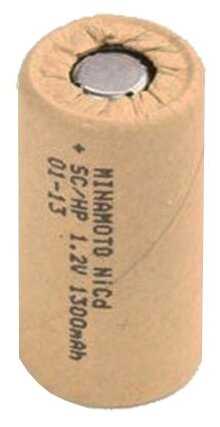 MINAMOTO NiCd
+ SC/HP 1.2V 1300mAh
01-13